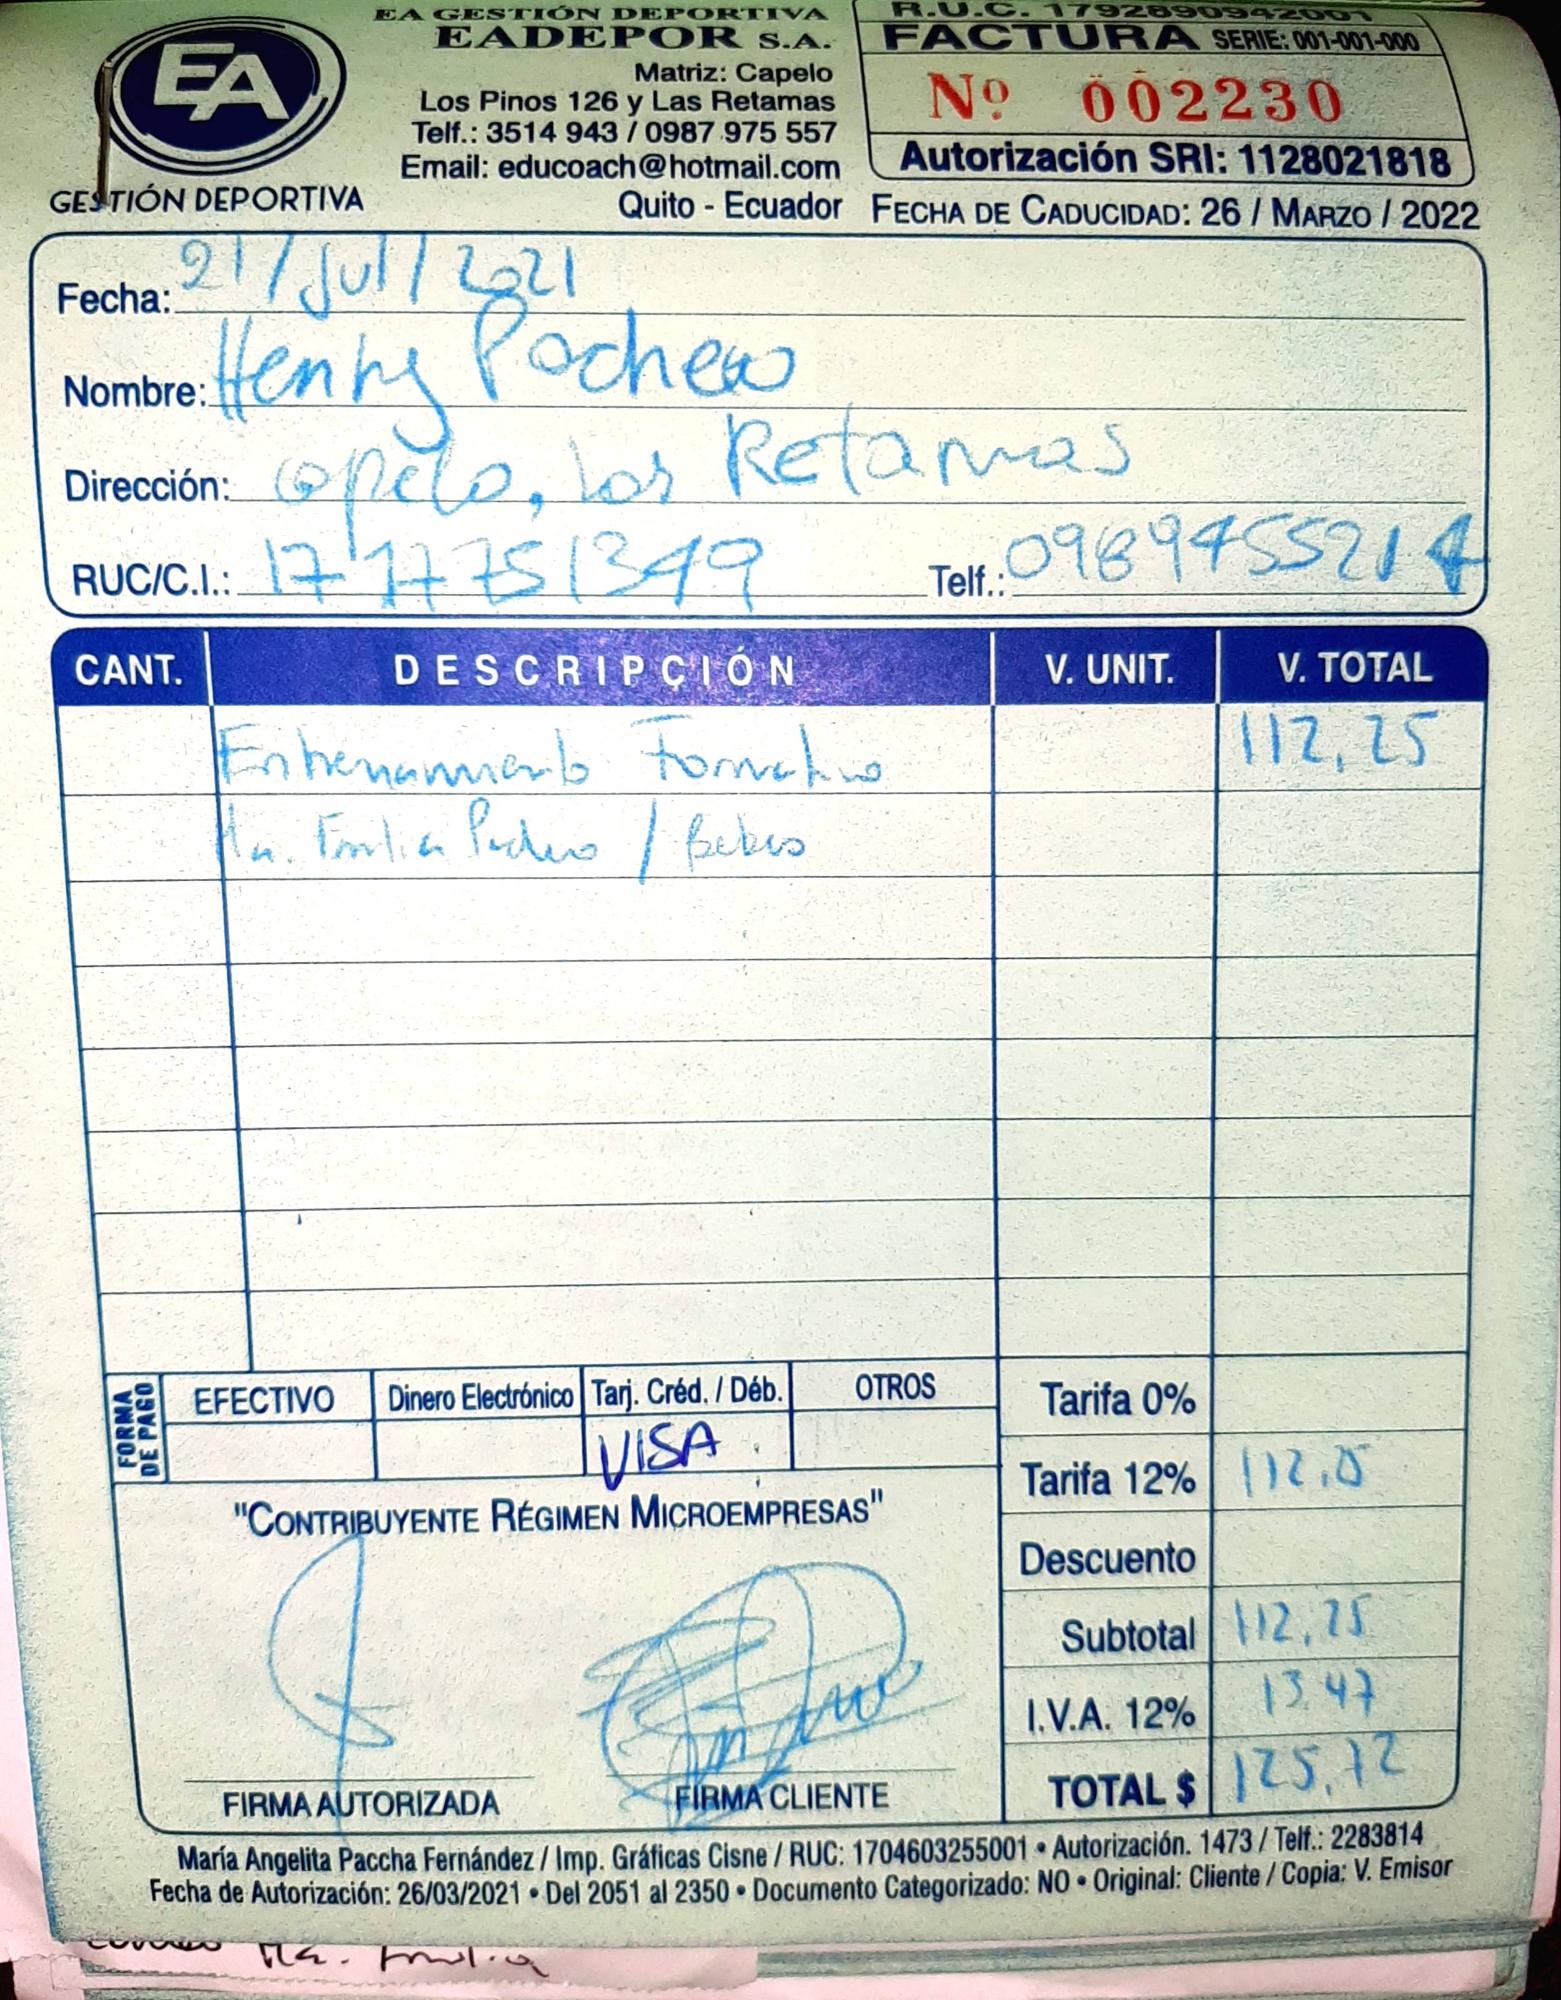 EA GESTIÓN DEPORTIVA
EADEPOR S.A.
Matriz: Capelo
Los Pinos 126 y Las Retamas
Telf.: 3514 943 / 0987 975 557
Email: educoach@hotmail.com
Quito - Ecuador
EA
GESTIÓN DEPORTIVA
R.U.C. 1792890942001
FACTURA SERIE: 001-001-000
Nº 002230
Autorización SRI: 1128021818
FECHA DE CADUCIDAD: 26 / MARZO / 2022
Fecha: 21/Jul/2021
Nombre: Henry Pacheco
Dirección: Capelo, los Retamas
RUC/C.I.: 1717751349 Telf.: 0989455214
CANT. DESCRIPCIÓN V. UNIT. V. TOTAL
Entrenamiento Formativo 112,25
Ma. Emilia Pacheco / Bebes
FORMA DE PAGO
EFECTIVO Dinero Electrónico Tarj. Créd. / Déb. OTROS
VISA
Tarifa 0%
Tarifa 12% 112,25
Descuento
Subtotal 112,25
I.V.A. 12% 13.47
TOTAL $ 125,72
"CONTRIBUYENTE RÉGIMEN MICROEMPRESAS"
FIRMA AUTORIZADA FIRMA CLIENTE
María Angelita Paccha Fernández / Imp. Gráficas Cisne / RUC: 1704603255001 • Autorización. 1473 / Telf.: 2283814
Fecha de Autorización: 26/03/2021 • Del 2051 al 2350 • Documento Categorizado: NO • Original: Cliente / Copia: V. Emisor
Ma. Emilia